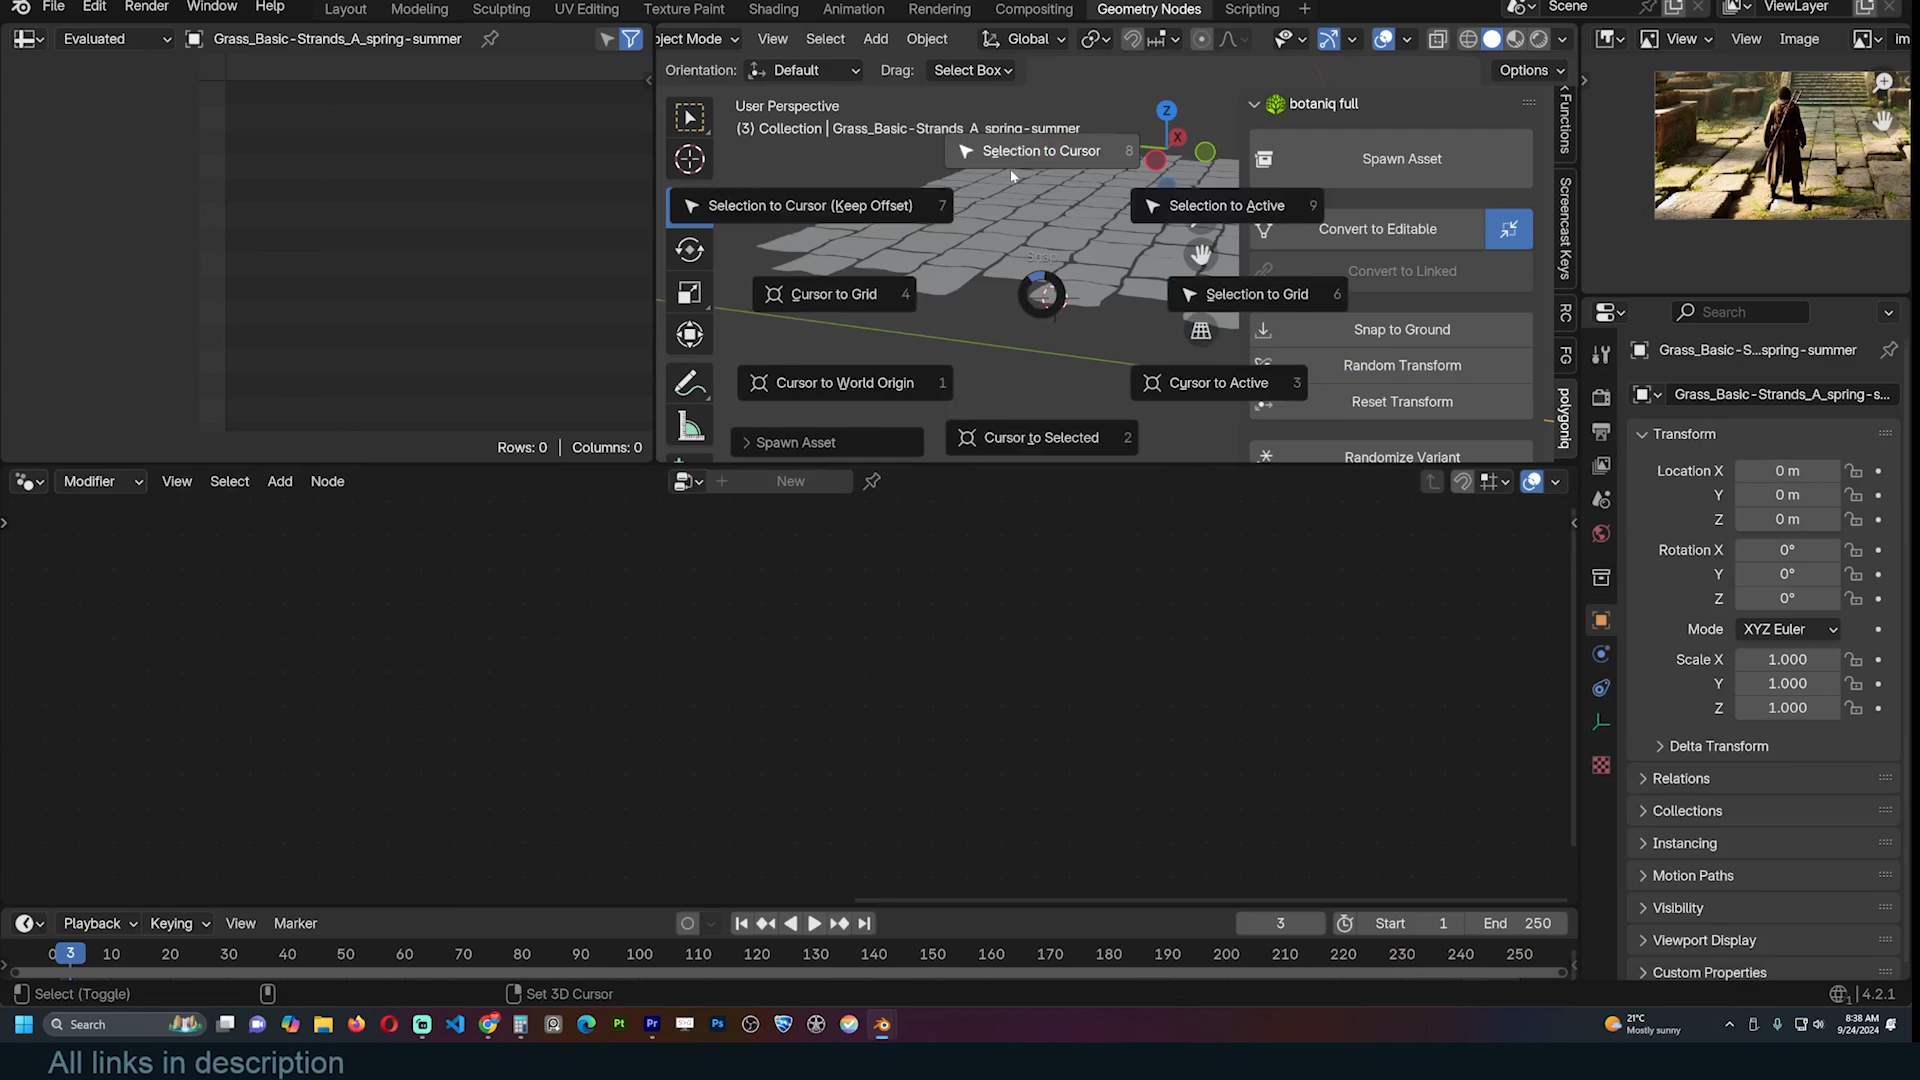 File Edit Render Window Help Layout Modeling Sculpting UV Editing Texture Paint Shading Animation Rendering Compositing Geometry Nodes Scripting + Scene ViewLayer
Evaluated Grass_Basic-Strands_A_spring-summer
ject Mode View Select Add Object Global
View View Image Im
Orientation: Default Drag: Select Box Options
User Perspective
(3) Collection | Grass_Basic-Strands_A_spring-summer
botaniq full
Z
X
Selection to Cursor 8
Spawn Asset
Selection to Cursor (Keep Offset) 7
Selection to Active 9
Convert to Editable
Snap
Convert to Linked
Cursor to Grid 4
Selection to Grid 6
Snap to Ground
Random Transform
Cursor to World Origin 1
Cursor to Active 3
Reset Transform
Cursor to Selected 2
Spawn Asset
Randomize Variant
Functions
Screencast Keys
RC
FG
polygoniq
Rows: 0 | Columns: 0
Search
Grass_Basic-S...spring-summer
Grass_Basic-Strands_A_spring-s...
Transform
Location X 0 m
Y 0 m
Z 0 m
Rotation X 0°
Y 0°
Z 0°
Mode XYZ Euler
Scale X 1.000
Y 1.000
Z 1.000
Delta Transform
Relations
Collections
Instancing
Motion Paths
Visibility
Viewport Display
Custom Properties
Modifier View Select Add Node
New
Playback Keying View Marker
3 Start 1 End 250
0 3 10 20 30 40 50 60 70 80 90 100 110 120 130 140 150 160 170 180 190 200 210 220 230 240 250
Select (Toggle) Set 3D Cursor
4.2.1
Search
Pt Pr Ps
21°C
Mostly sunny
8:38 AM
9/24/2024
All links in description